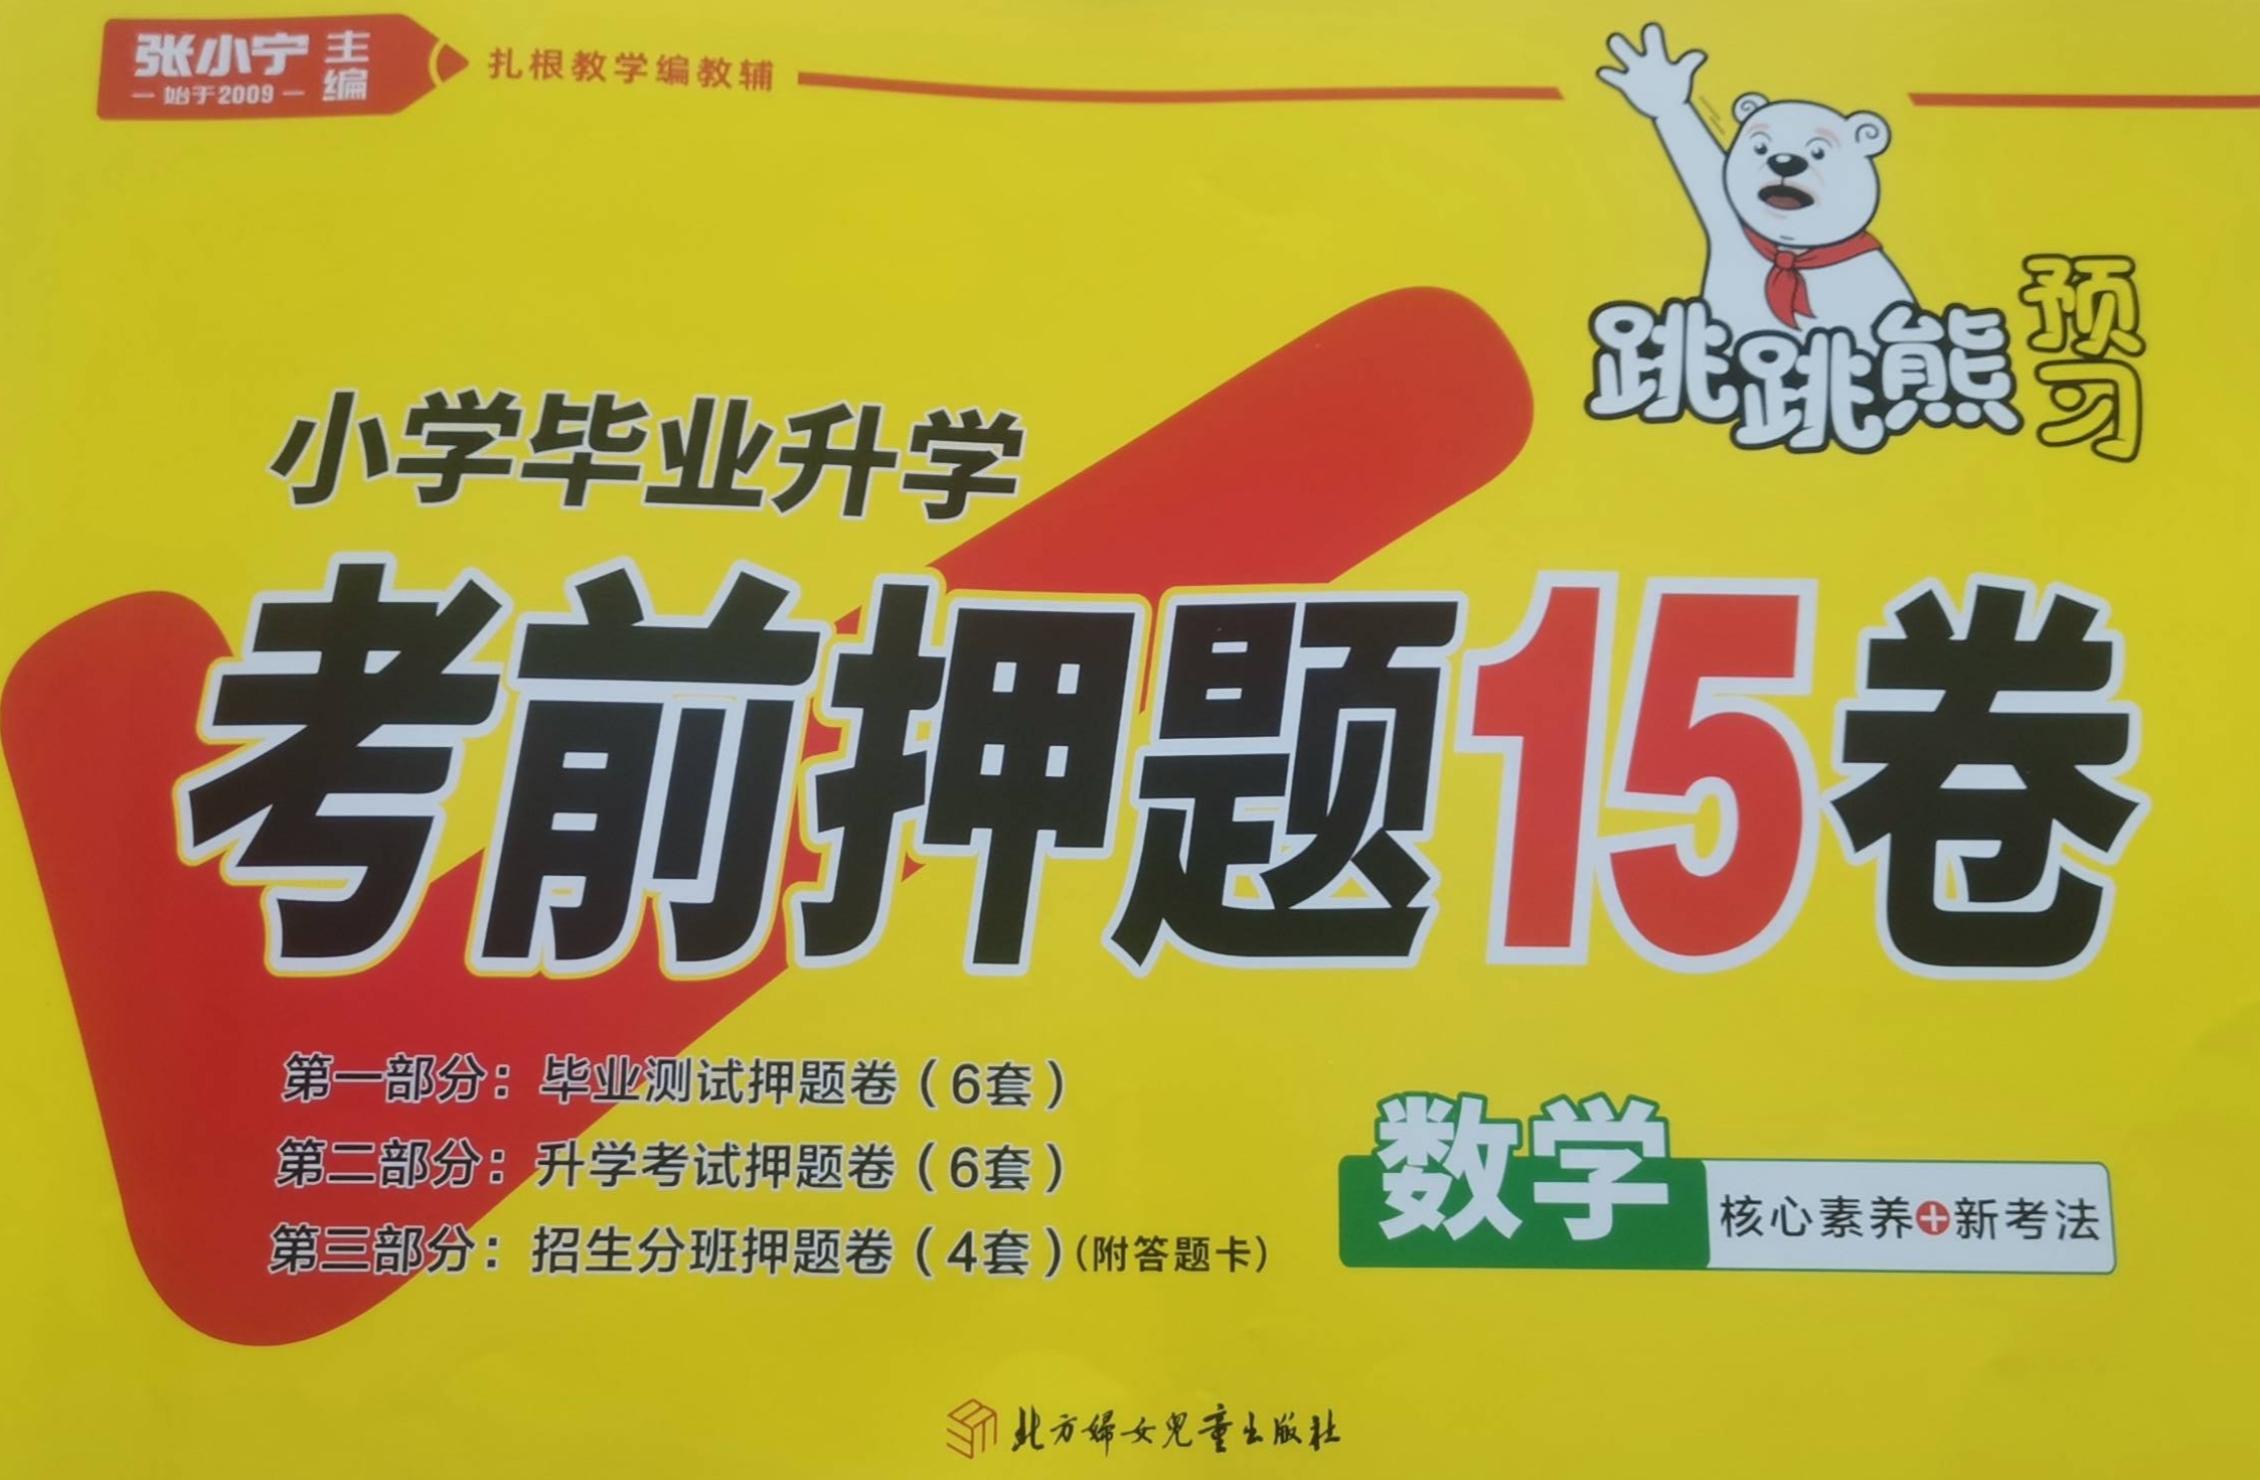 张小宁 主编
始于2009
扎根教学编教辅
跳跳熊 预习
小学毕业升学
考前押题15卷
第一部分：毕业测试押题卷（6套）
第二部分：升学考试押题卷（6套）
第三部分：招生分班押题卷（4套）（附答题卡）
数学 核心素养+新考法
北方婦女兒童出版社